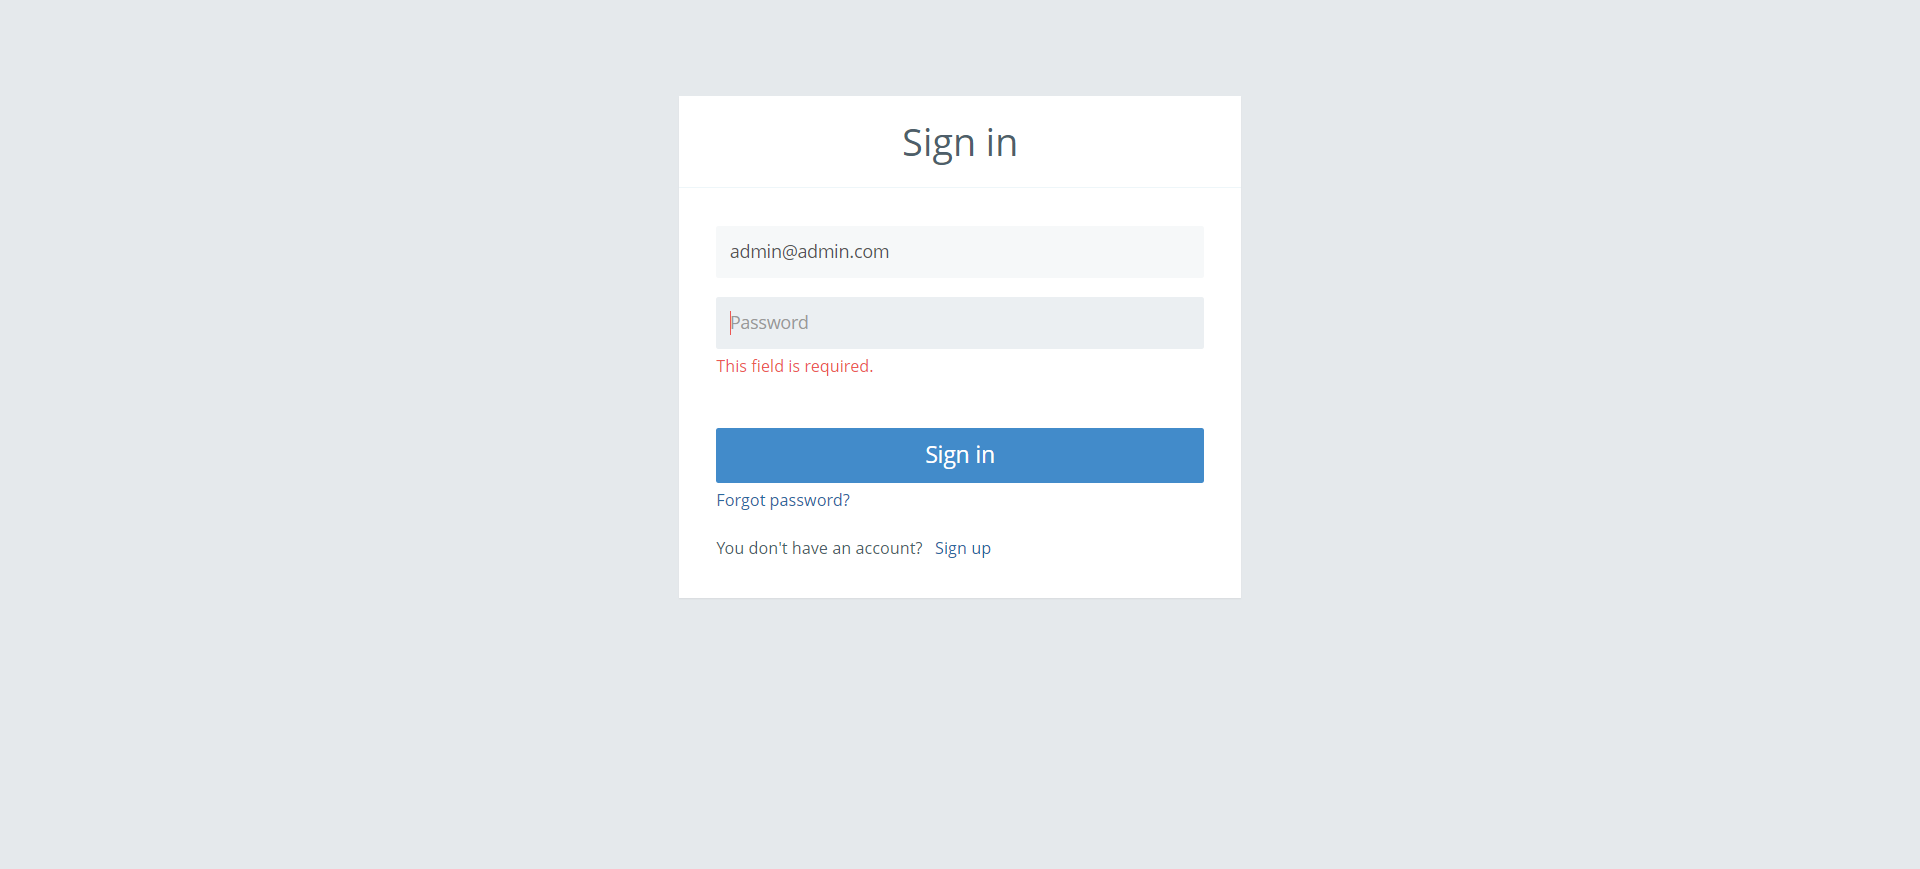 Sign in
admin@admin.com
Password
This field is required.
Sign in
Forgot password?
You don't have an account? Sign up